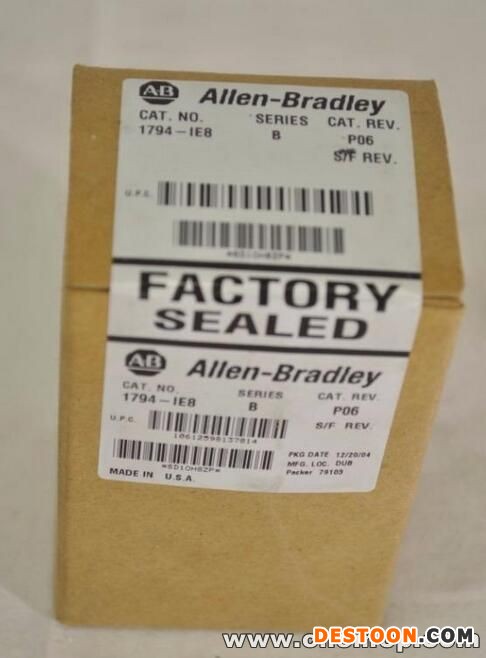 AB Allen-Bradley
CAT. NO. SERIES CAT. REV.
1794-IE8 B P06
S/F REV.
U.P.C.
FACTORY
SEALED
AB Allen-Bradley
CAT. NO. SERIES CAT. REV.
1794-IE8 B P06
U.P.C. S/F REV.
10612598137814
*SD10H8ZP*
PKG DATE 12/20/04
MFG. LOC. DUB
Packer 79103
MADE IN U.S.A.
DESTOON.COM